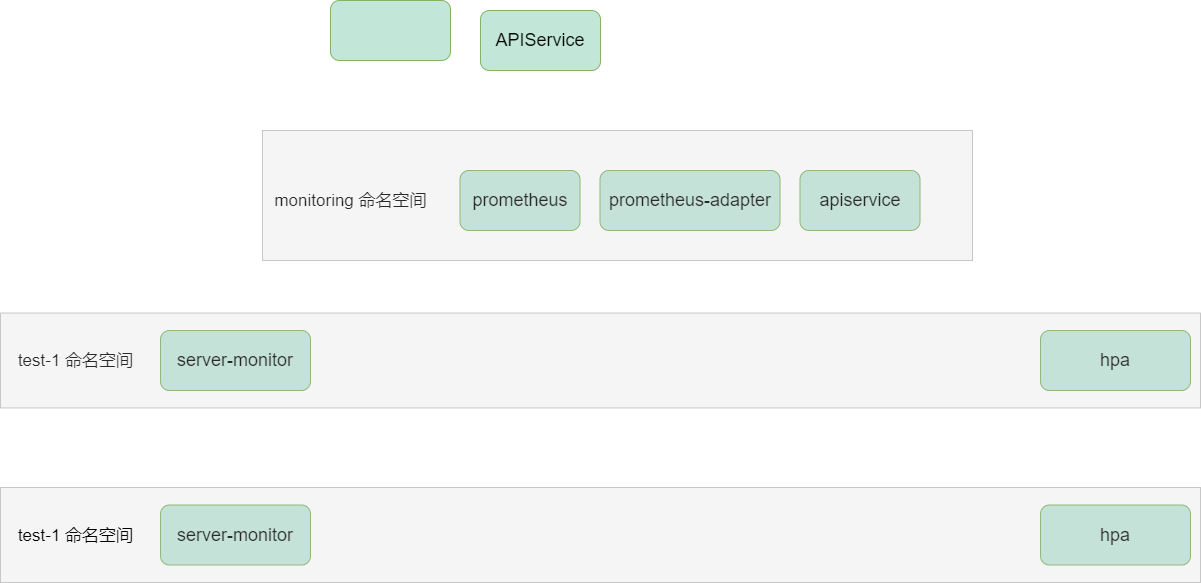 APIService
monitoring 命名空间
prometheus
prometheus-adapter
apiservice
test-1 命名空间
server-monitor
hpa
test-1 命名空间
server-monitor
hpa